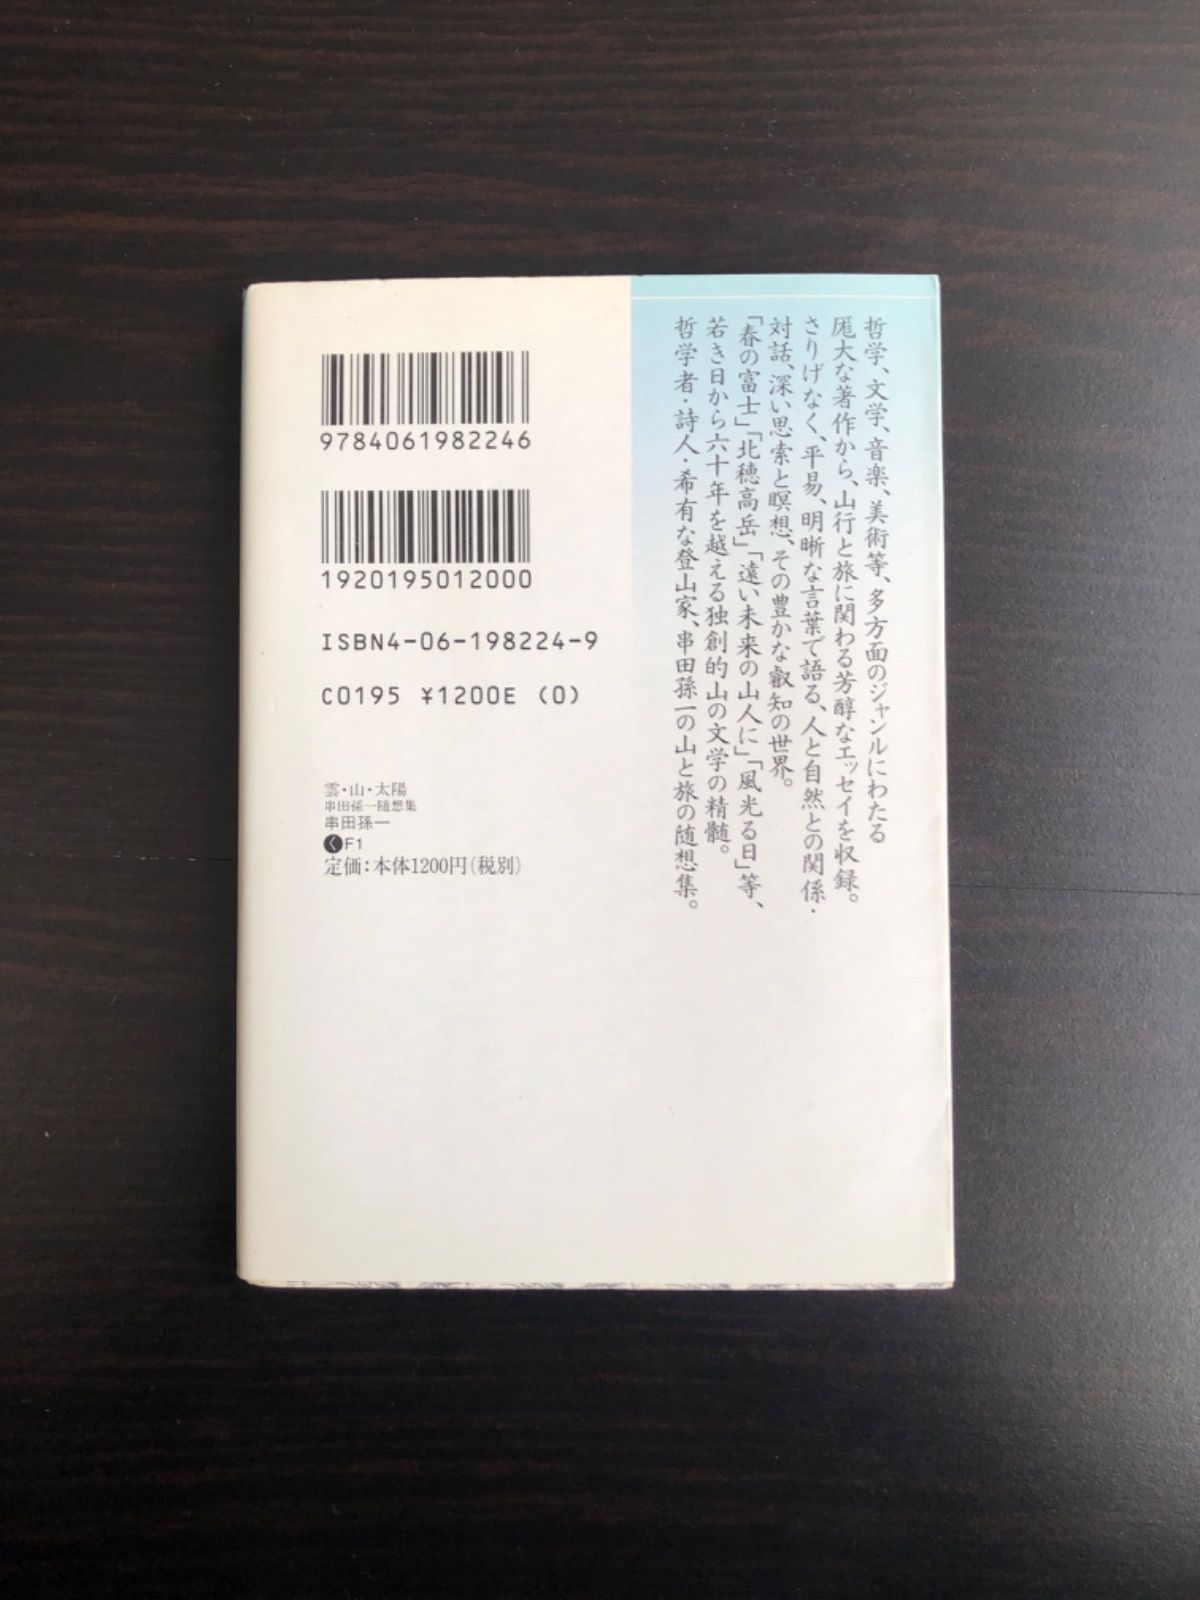 哲学、文学、音楽、美術等、多方面のジャンルにわたる
厖大な著作から、山行と旅に関わる芳醇なエッセイを収録。
さりげなく、平易、明晰な言葉で語る、人と自然との関係・
対話、深い思索と瞑想、その豊かな叡知の世界。
「春の富士」「北穂高岳」「遠い未来の山人に」「風光る日」等、
若き日から六十年を越える独創的山の文学の精髄。
哲学者・詩人・希有な登山家、串田孫一の山と旅の随想集。
9784061982246
1920195012000
ISBN4-06-198224-9
C0195 ¥1200E (0)
雲・山・太陽
串田孫一随想集
串田孫一
くF1
定価：本体1200円（税別）